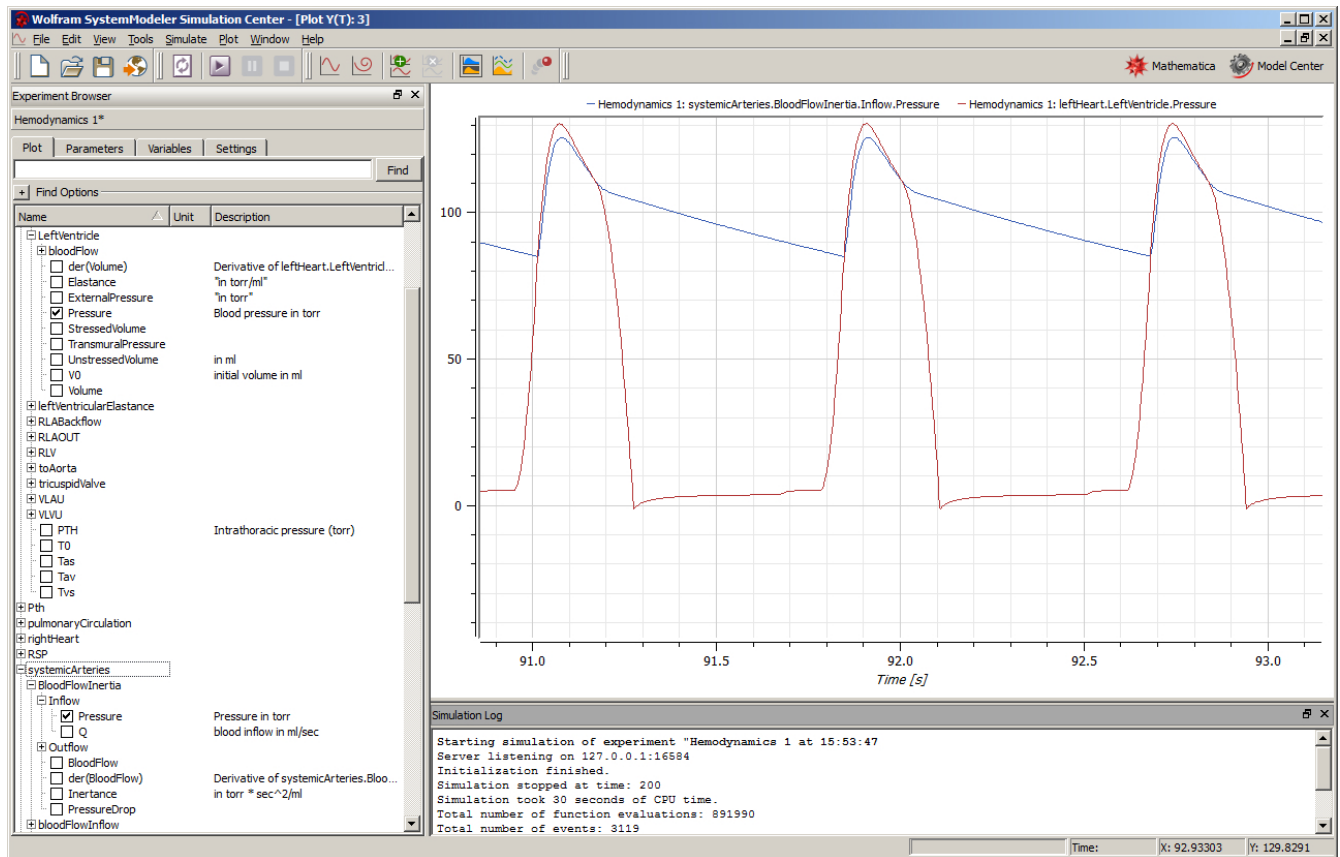 Wolfram SystemModeler Simulation Center - [Plot Y(T): 3]
File Edit View Tools Simulate Plot Window Help
Mathematica Model Center
Experiment Browser
Hemodynamics 1*
Plot Parameters Variables Settings
Find
Find Options
Name Unit Description
LeftVentricle
bloodFlow
der(Volume) Derivative of leftHeart.LeftVentricl...
Elastance "in torr/ml"
ExternalPressure "in torr"
Pressure Blood pressure in torr
StressedVolume
TransmuralPressure
UnstressedVolume in ml
V0 initial volume in ml
Volume
leftVentricularElastance
RLABackflow
RLAOUT
RLV
toAorta
tricuspidValve
VLAU
VLVU
PTH Intrathoracic pressure (torr)
T0
Tas
Tav
Tvs
Pth
pulmonaryCirculation
rightHeart
RSP
systemicArteries
BloodFlowInertia
Inflow
Pressure Pressure in torr
Q blood inflow in ml/sec
Outflow
BloodFlow
der(BloodFlow) Derivative of systemicArteries.Bloo...
Inertance in torr * sec^2/ml
PressureDrop
bloodFlowInflow
Hemodynamics 1: systemicArteries.BloodFlowInertia.Inflow.Pressure Hemodynamics 1: leftHeart.LeftVentricle.Pressure
100
50
0
91.0 91.5 92.0 92.5 93.0
Time [s]
Simulation Log
Starting simulation of experiment "Hemodynamics 1 at 15:53:47
Server listening on 127.0.0.1:16584
Initialization finished.
Simulation stopped at time: 200
Simulation took 30 seconds of CPU time.
Total number of function evaluations: 891990
Total number of events: 3119
Time: X: 92.93303 Y: 129.8291